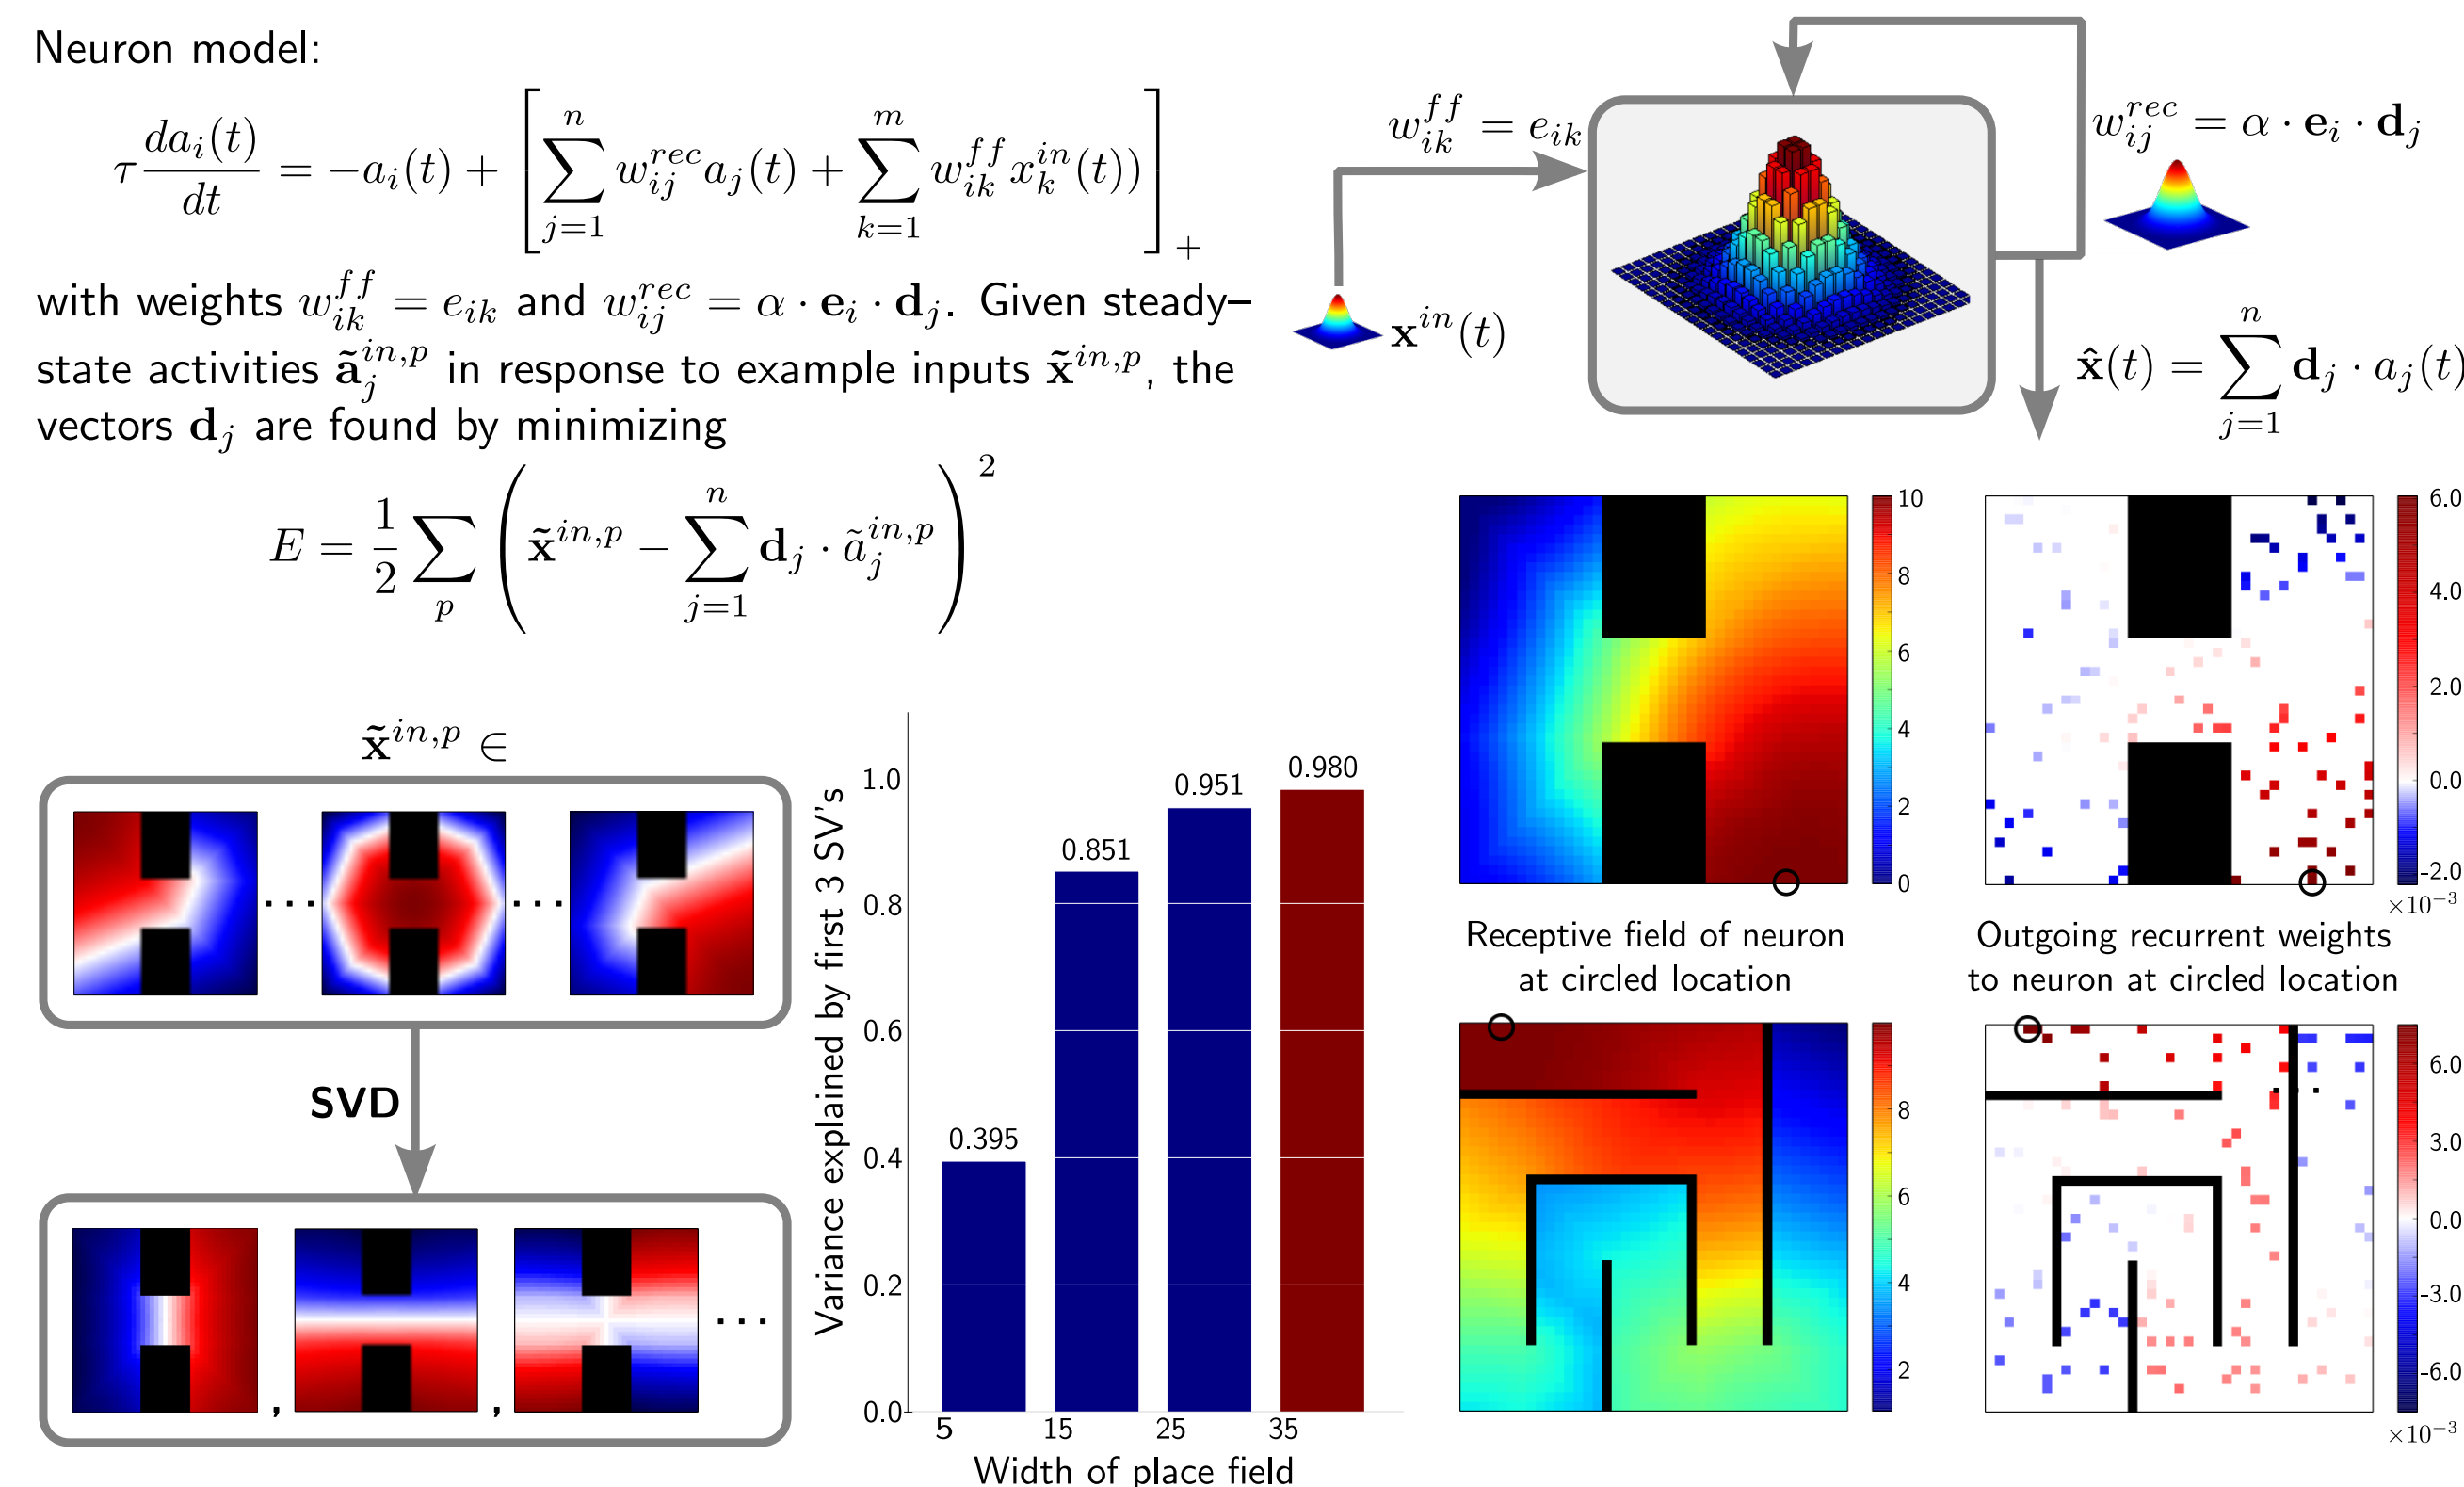 Neuron model:
τ da_i(t)/dt = −a_i(t) + [∑_{j=1}^{n} w_{ij}^{rec} a_j(t) + ∑_{k=1}^{m} w_{ik}^{ff} x_k^{in}(t))]_+
with weights w_{ik}^{ff} = e_{ik} and w_{ij}^{rec} = α · e_i · d_j. Given steady–
state activities ã_j^{in,p} in response to example inputs x̃^{in,p}, the
vectors d_j are found by minimizing
E = 1/2 ∑_p (x̃^{in,p} − ∑_{j=1}^{n} d_j · ã_j^{in,p})^2
w_{ik}^{ff} = e_{ik}
w_{ij}^{rec} = α · e_i · d_j
x^{in}(t)
x̂(t) = ∑_{j=1}^{n} d_j · a_j(t)
x̃^{in,p} ∈
...
...
SVD
,
,
...
Variance explained by first 3 SV's
1.0
0.8
0.6
0.4
0.2
0.0
0.395
0.851
0.951
0.980
5 15 25 35
Width of place field
10
8
6
4
2
0
Receptive field of neuron
at circled location
6.0
4.0
2.0
0.0
-2.0
×10^{−3}
Outgoing recurrent weights
to neuron at circled location
8
6
4
2
...
6.0
3.0
0.0
-3.0
-6.0
×10^{−3}